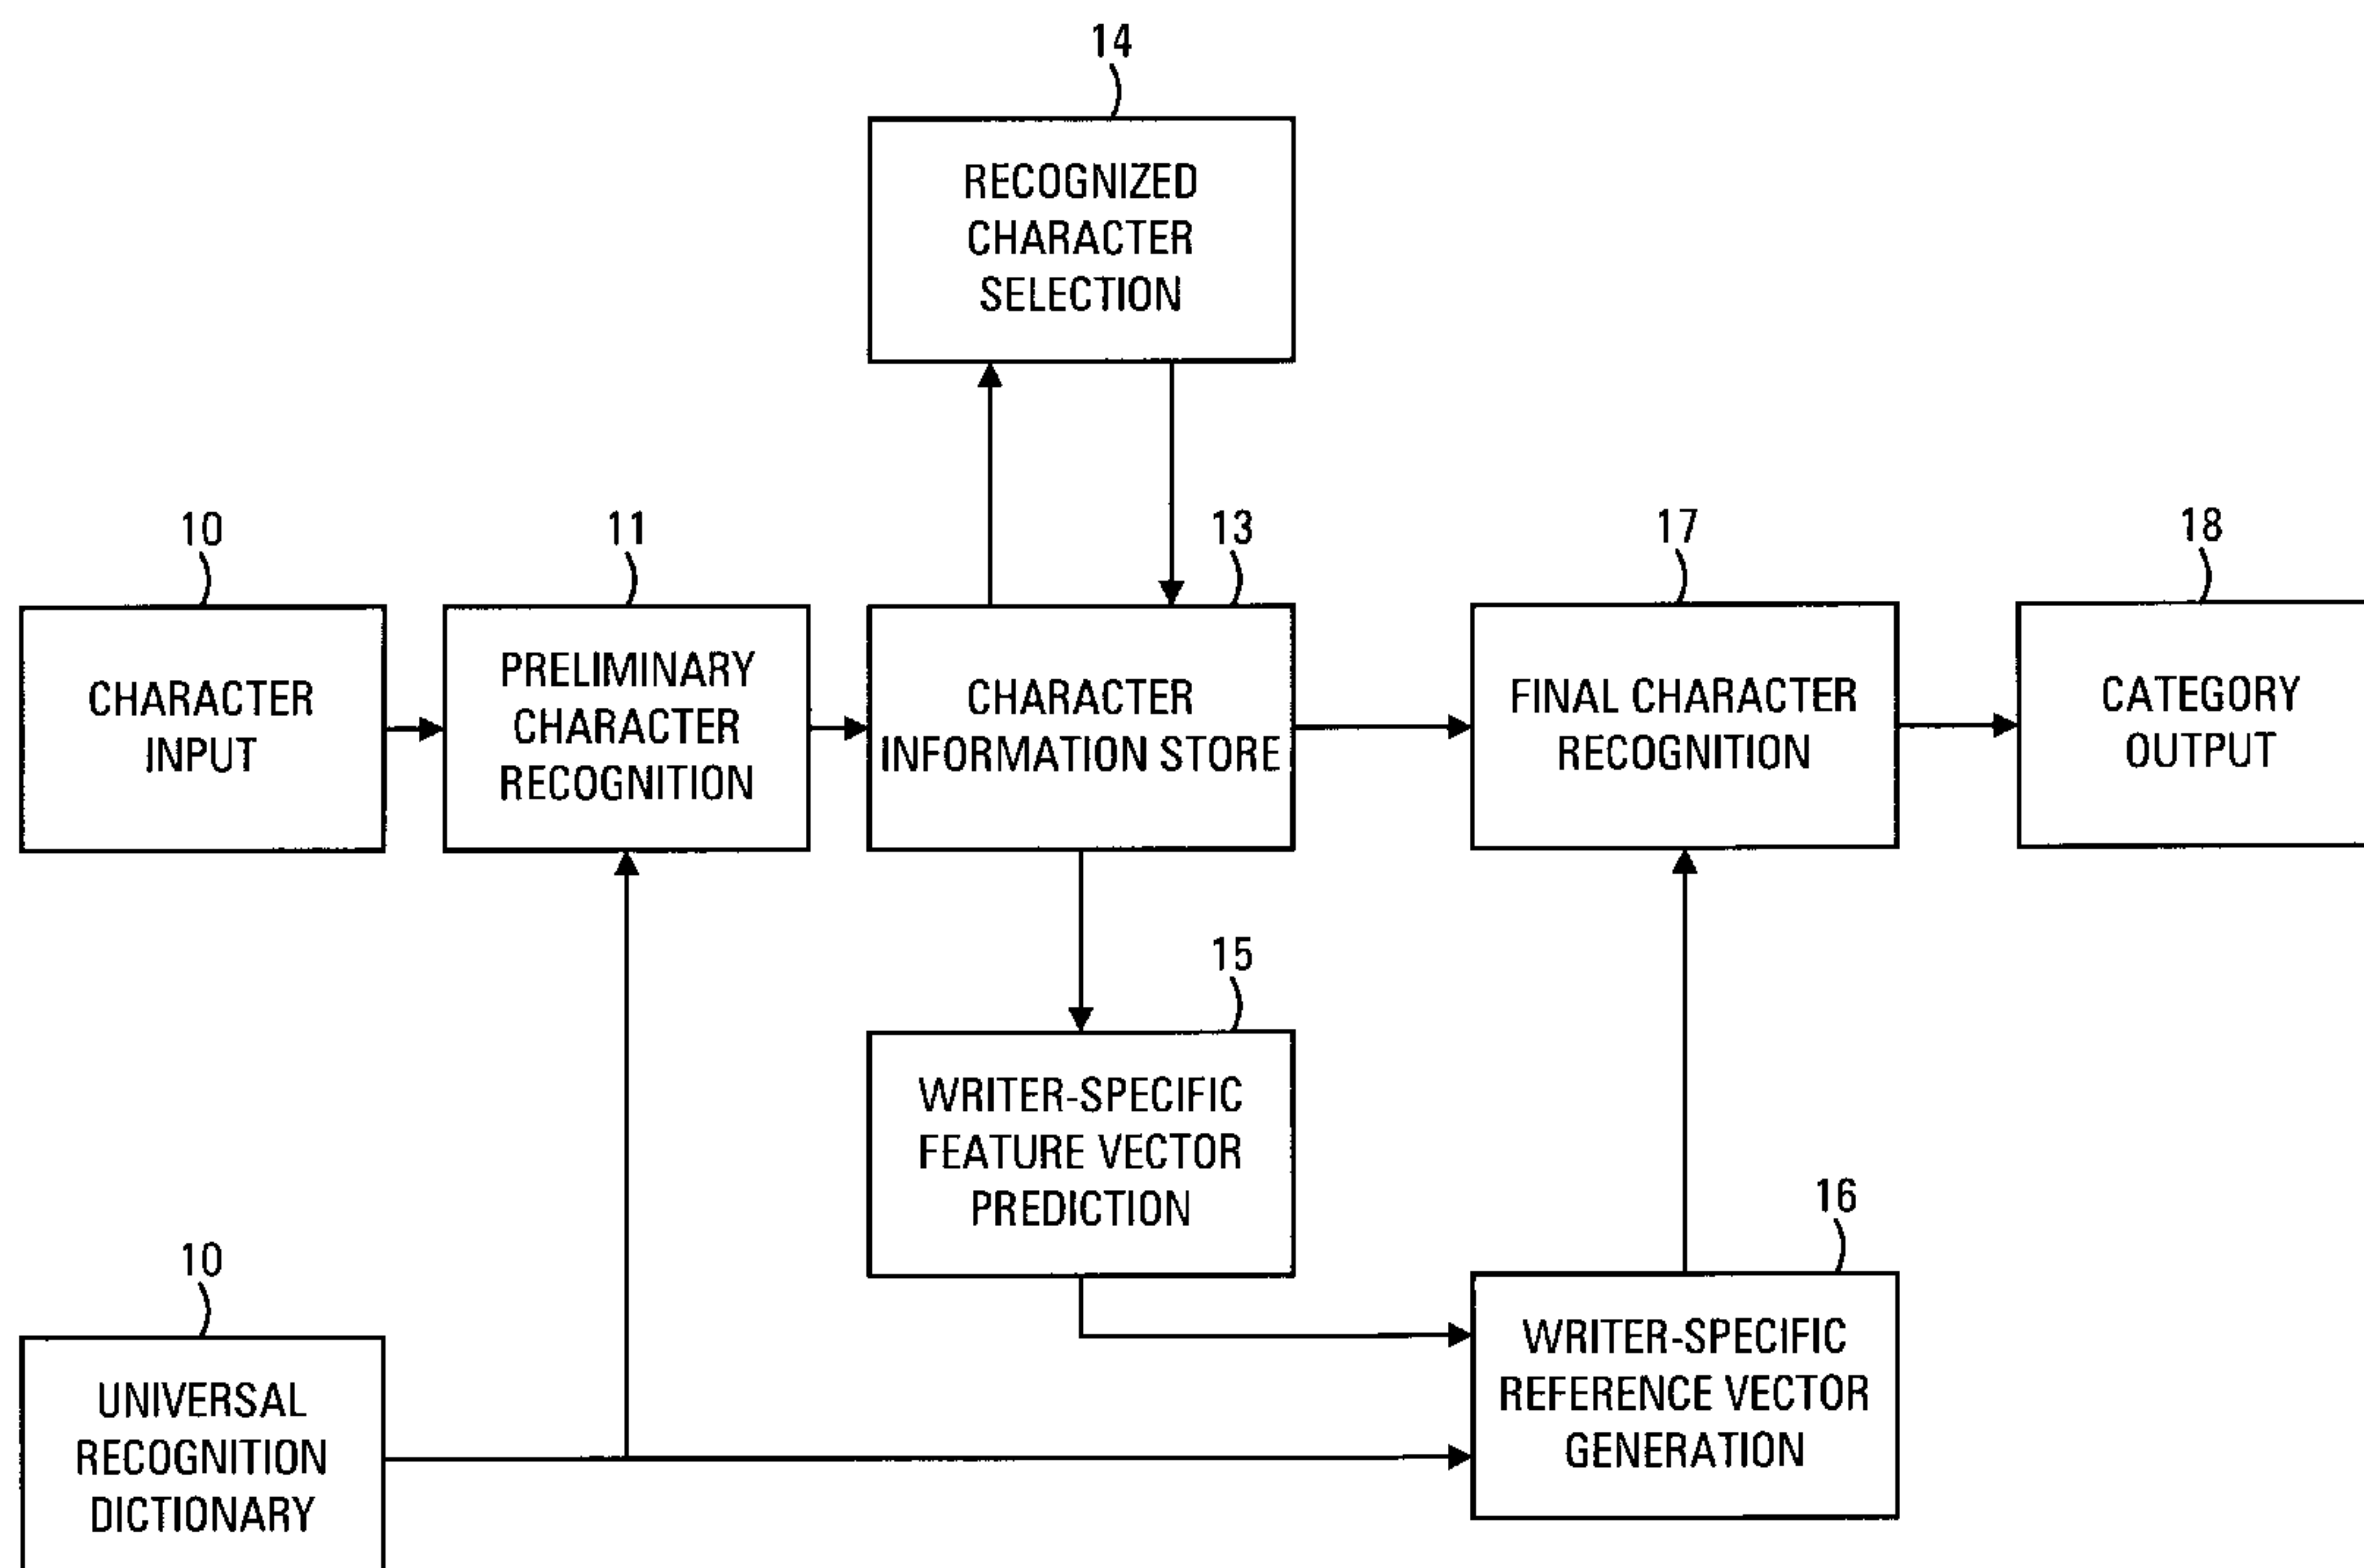 14
RECOGNIZED
CHARACTER
SELECTION
10
CHARACTER
INPUT
11
PRELIMINARY
CHARACTER
RECOGNITION
13
CHARACTER
INFORMATION STORE
17
FINAL CHARACTER
RECOGNITION
18
CATEGORY
OUTPUT
15
WRITER-SPECIFIC
FEATURE VECTOR
PREDICTION
10
UNIVERSAL
RECOGNITION
DICTIONARY
16
WRITER-SPECIFIC
REFERENCE VECTOR
GENERATION